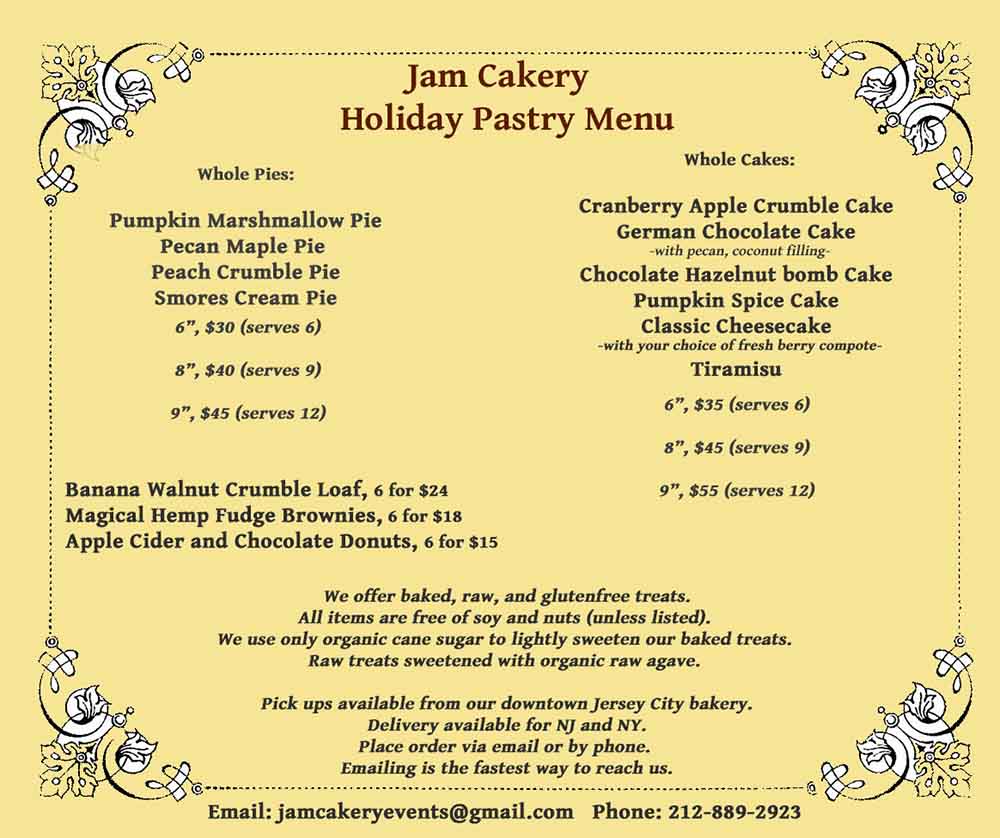 Jam Cakery
Holiday Pastry Menu
Whole Pies:
Pumpkin Marshmallow Pie
Pecan Maple Pie
Peach Crumble Pie
Smores Cream Pie
6”, $30 (serves 6)
8”, $40 (serves 9)
9”, $45 (serves 12)
Whole Cakes:
Cranberry Apple Crumble Cake
German Chocolate Cake
-with pecan, coconut filling-
Chocolate Hazelnut bomb Cake
Pumpkin Spice Cake
Classic Cheesecake
-with your choice of fresh berry compote-
Tiramisu
6”, $35 (serves 6)
8”, $45 (serves 9)
9”, $55 (serves 12)
Banana Walnut Crumble Loaf, 6 for $24
Magical Hemp Fudge Brownies, 6 for $18
Apple Cider and Chocolate Donuts, 6 for $15
We offer baked, raw, and glutenfree treats.
All items are free of soy and nuts (unless listed).
We use only organic cane sugar to lightly sweeten our baked treats.
Raw treats sweetened with organic raw agave.
Pick ups available from our downtown Jersey City bakery.
Delivery available for NJ and NY.
Place order via email or by phone.
Emailing is the fastest way to reach us.
Email: jamcakeryevents@gmail.com Phone: 212-889-2923